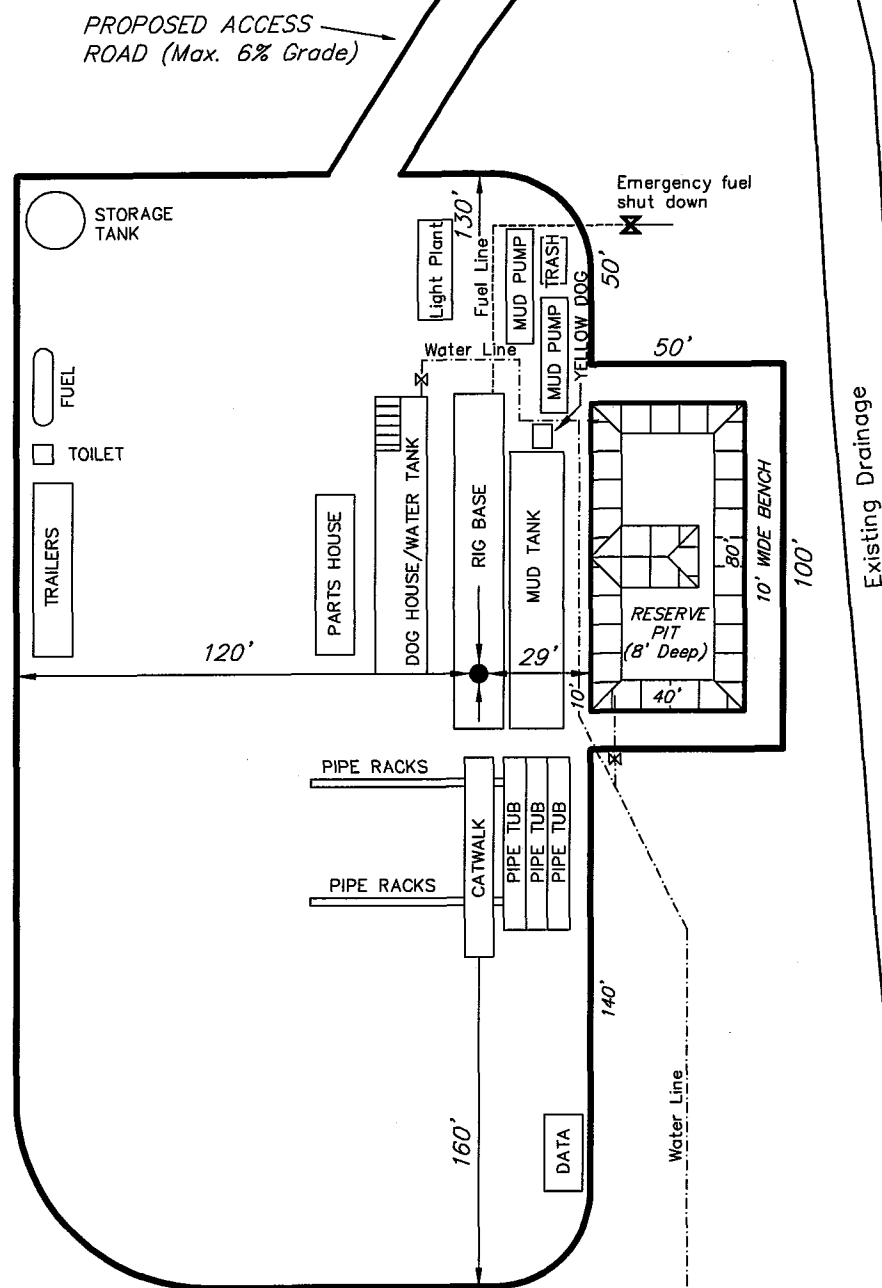 PROPOSED ACCESS
ROAD (Max. 6% Grade)
STORAGE
TANK
Light Plant
130'
Fuel Line
MUD PUMP
TRASH
Emergency fuel
shut down
50'
MUD PUMP
YELLOW DOG
Water Line
50'
FUEL
TOILET
TRAILERS
PARTS HOUSE
DOG HOUSE/WATER TANK
RIG BASE
MUD TANK
RESERVE
PIT
(8' Deep)
80'
10' WIDE BENCH
100'
Existing Drainage
120'
29'
10'
40'
PIPE RACKS
PIPE RACKS
CATWALK
PIPE TUB
PIPE TUB
PIPE TUB
140'
160'
DATA
Water Line